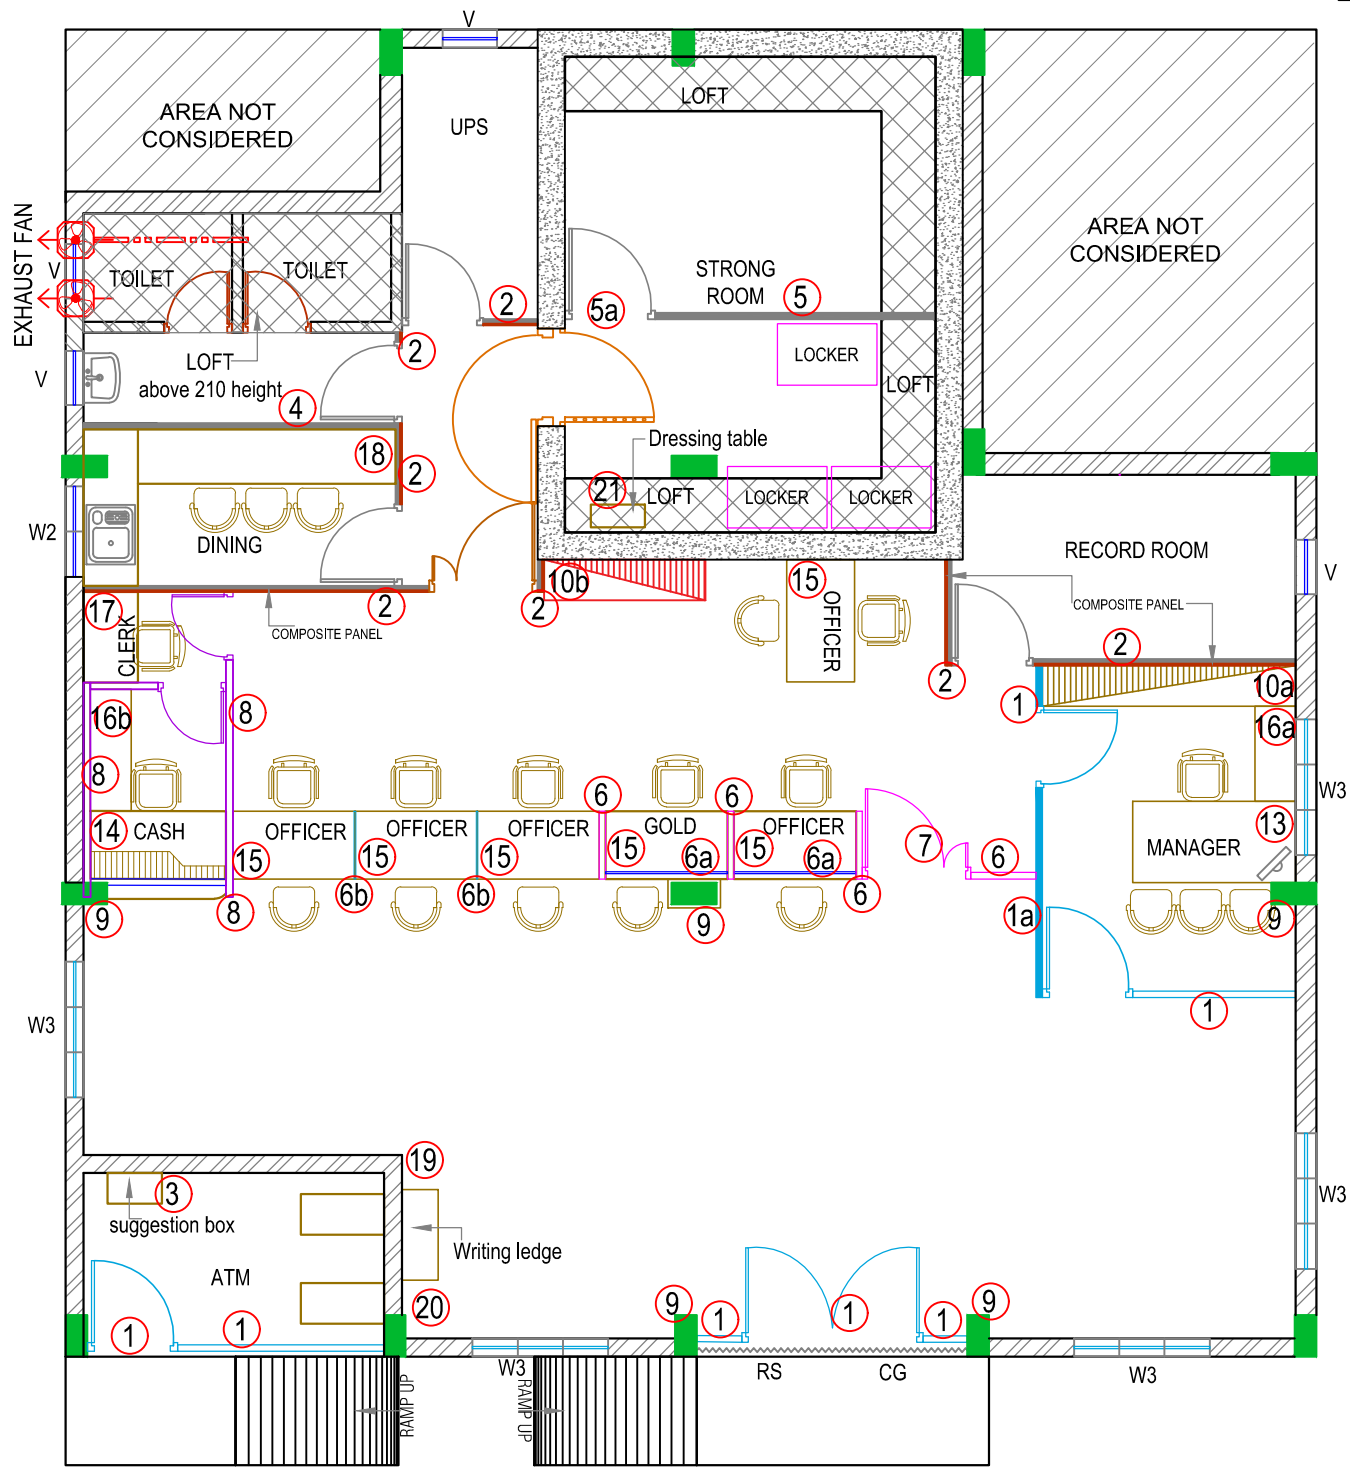 V
AREA NOT
CONSIDERED
UPS
LOFT
AREA NOT
CONSIDERED
EXHAUST FAN
V
TOILET
TOILET
STRONG
ROOM
5
5a
2
2
LOFT
above 210 height
4
V
LOCKER
LOFT
18
2
Dressing table
21
LOFT
LOCKER
LOCKER
W2
DINING
RECORD ROOM
V
10b
15
OFFICER
17
CLERK
2
2
COMPOSITE PANEL
COMPOSITE PANEL
2
2
10a
1
16b
8
16a
8
W3
6
6
14
CASH
OFFICER
OFFICER
OFFICER
GOLD
OFFICER
13
MANAGER
15
15
15
15
6a
15
6a
7
6
6b
6b
6
9
8
9
1a
9
1
W3
19
3
suggestion box
W3
Writing ledge
ATM
20
9
9
1
1
1
1
1
W3
RS
CG
W3
RAMP UP
RAMP UP